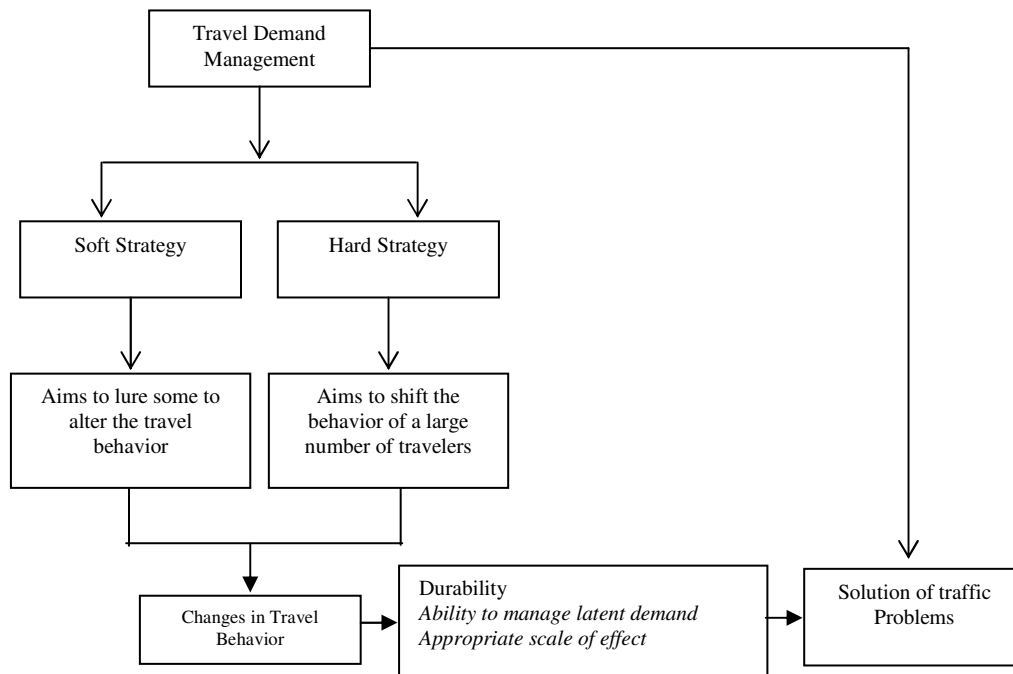 Travel Demand
Management
Soft Strategy
Hard Strategy
Aims to lure some to
alter the travel
behavior
Aims to shift the
behavior of a large
number of travelers
Changes in Travel
Behavior
Durability
Ability to manage latent demand
Appropriate scale of effect
Solution of traffic
Problems